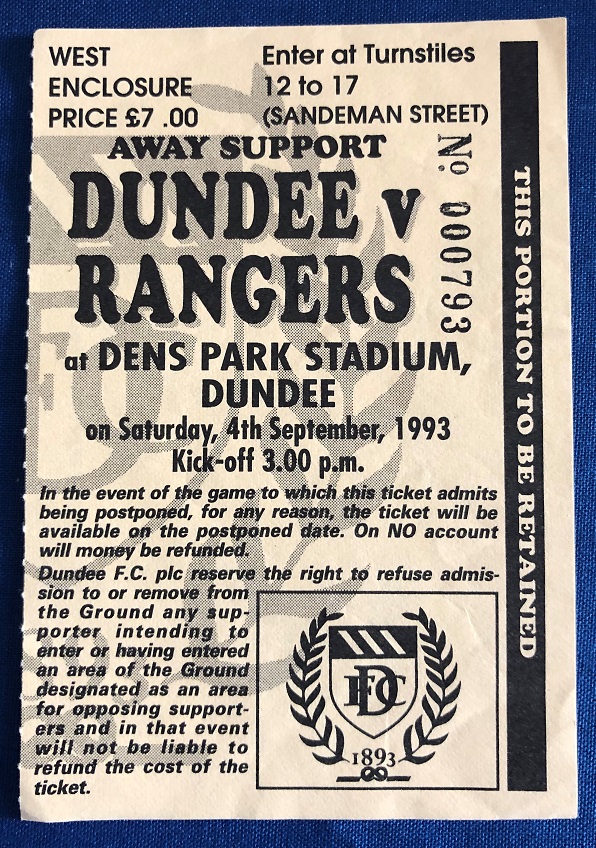 WEST
ENCLOSURE
PRICE £7 .00
Enter at Turnstiles
12 to 17
(SANDEMAN STREET)
AWAY SUPPORT
DUNDEE v
RANGERS
at DENS PARK STADIUM,
DUNDEE
on Saturday, 4th September, 1993
Kick-off 3.00 p.m.
No. 000793
THIS PORTION TO BE RETAINED
In the event of the game to which this ticket admits
being postponed, for any reason, the ticket will be
available on the postponed date. On NO account
will money be refunded.
Dundee F.C. plc reserve the right to refuse admis-
sion to or remove from
the Ground any sup-
porter intending to
enter or having entered
an area of the Ground
designated as an area
for opposing support-
ers and in that event
will not be liable to
refund the cost of the
ticket.
DFC
1893